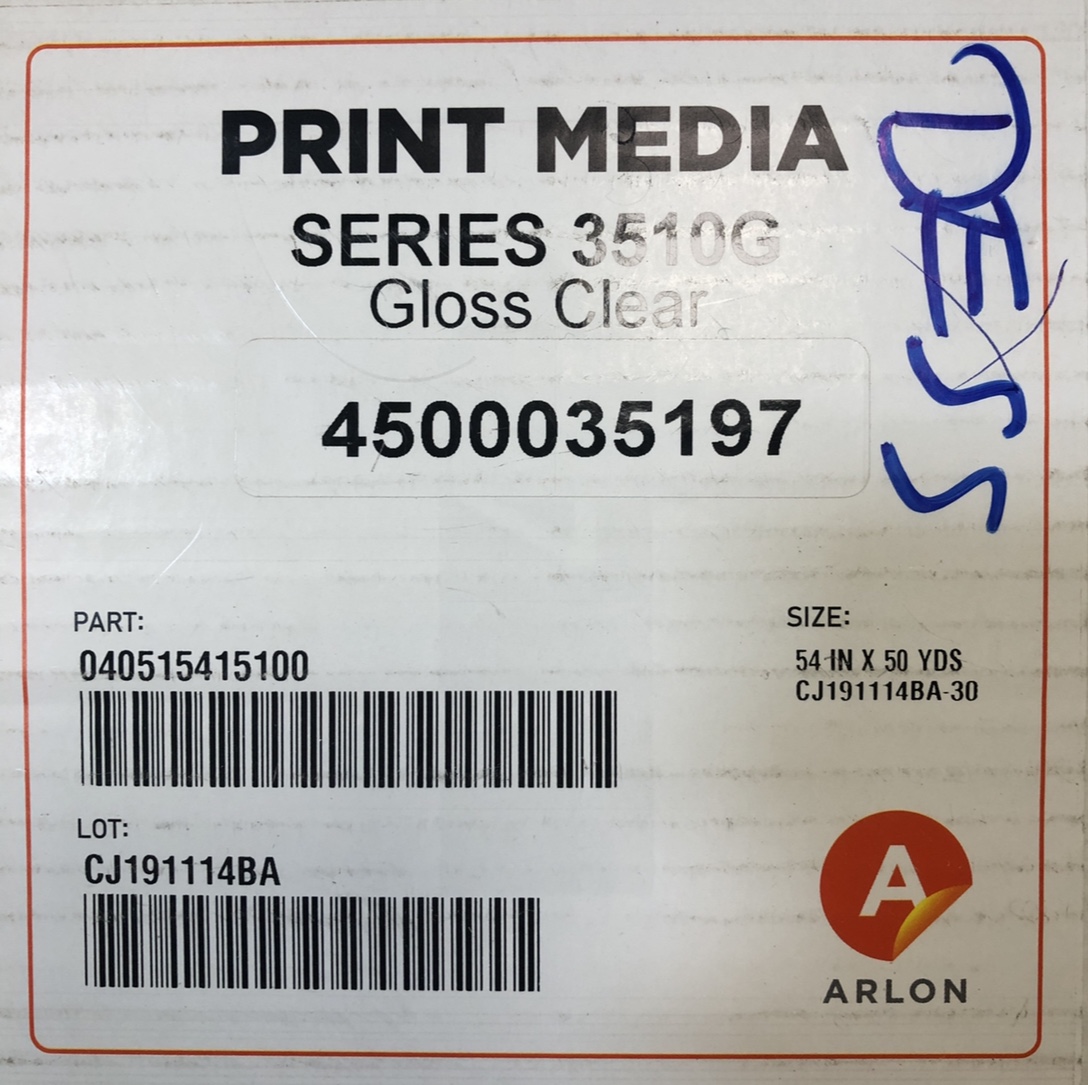 PRINT MEDIA
SERIES 3510G
Gloss Clear
4500035197
DESS
PART:
040515415100
LOT:
CJ191114BA
SIZE:
54 IN X 50 YDS
CJ191114BA-30
A
ARLON